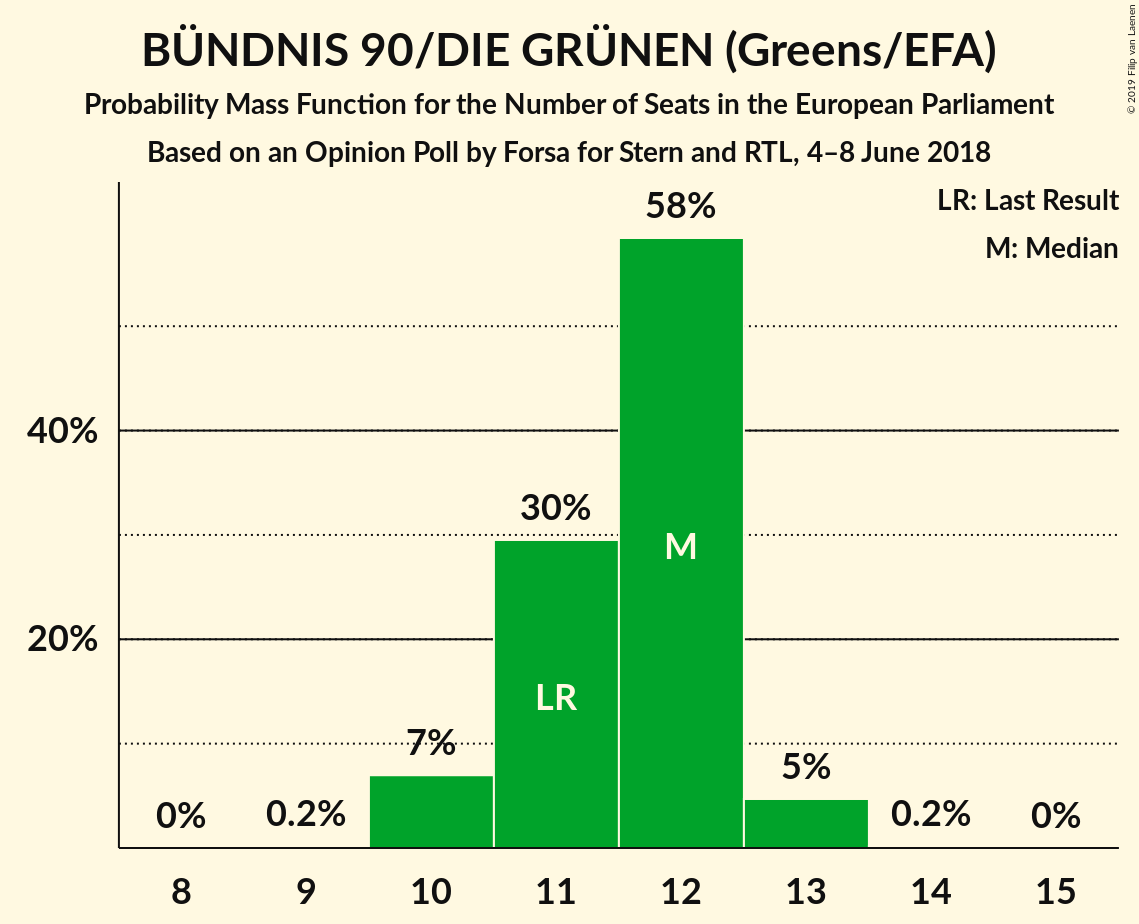 BÜNDNIS 90/DIE GRÜNEN (Greens/EFA)
Probability Mass Function for the Number of Seats in the European Parliament
Based on an Opinion Poll by Forsa for Stern and RTL, 4–8 June 2018
© 2019 Filip van Laenen
LR: Last Result
M: Median
58%
40%
30%
M
20%
LR
7%
5%
0%
0.2%
0.2%
0%
8
9
10
11
12
13
14
15